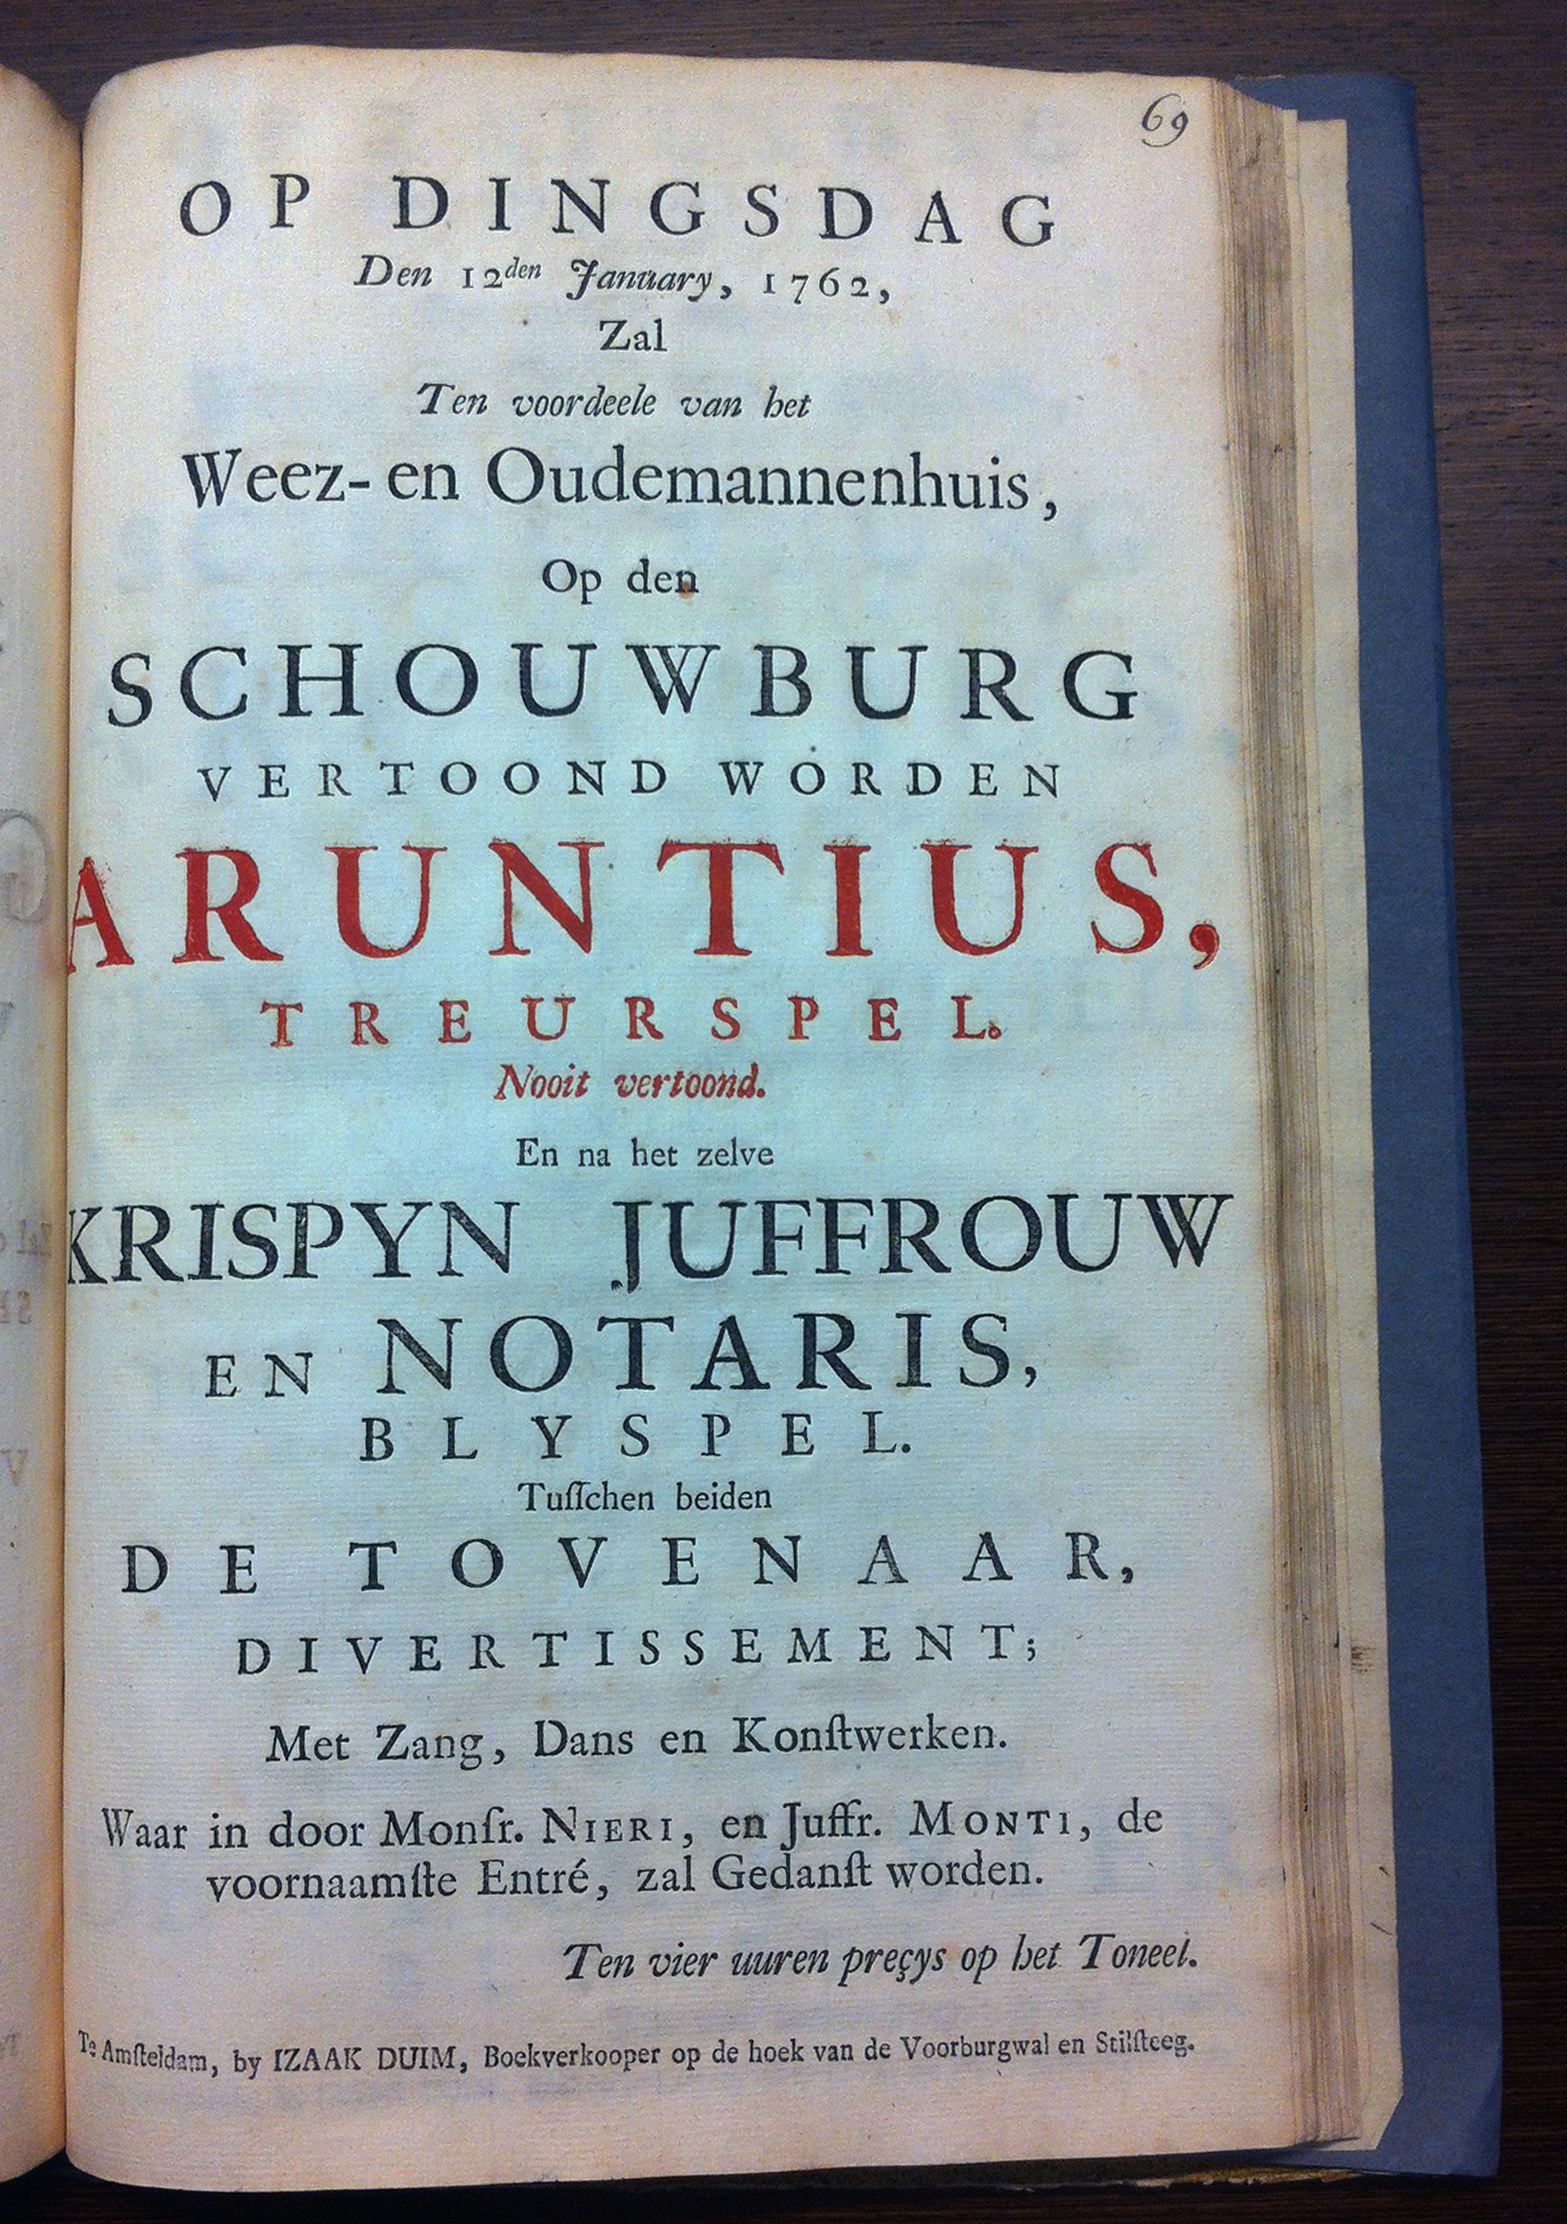 69
OP DINGSDAG
Den 12den January, 1762,
Zal
Ten voordeele van het
Weez- en Oudemannenhuis,
Op den
SCHOUWBURG
VERTOOND WORDEN
ARUNTIUS,
TREURSPEL.
Nooit vertoond.
En na het zelve
KRISPYN JUFFROUW
EN NOTARIS,
BLYSPEL.
Tuſſchen beiden
DE TOVENAAR,
DIVERTISSEMENT;
Met Zang, Dans en Konſtwerken.
Waar in door Monſr. NIERI, en Juffr. MONTI, de
voornaamſte Entré, zal Gedanſt worden.
Ten vier uuren preçys op het Toneel.
Te Amſteldam, by IZAAK DUIM, Boekverkooper op de hoek van de Voorburgwal en Stilſteeg.